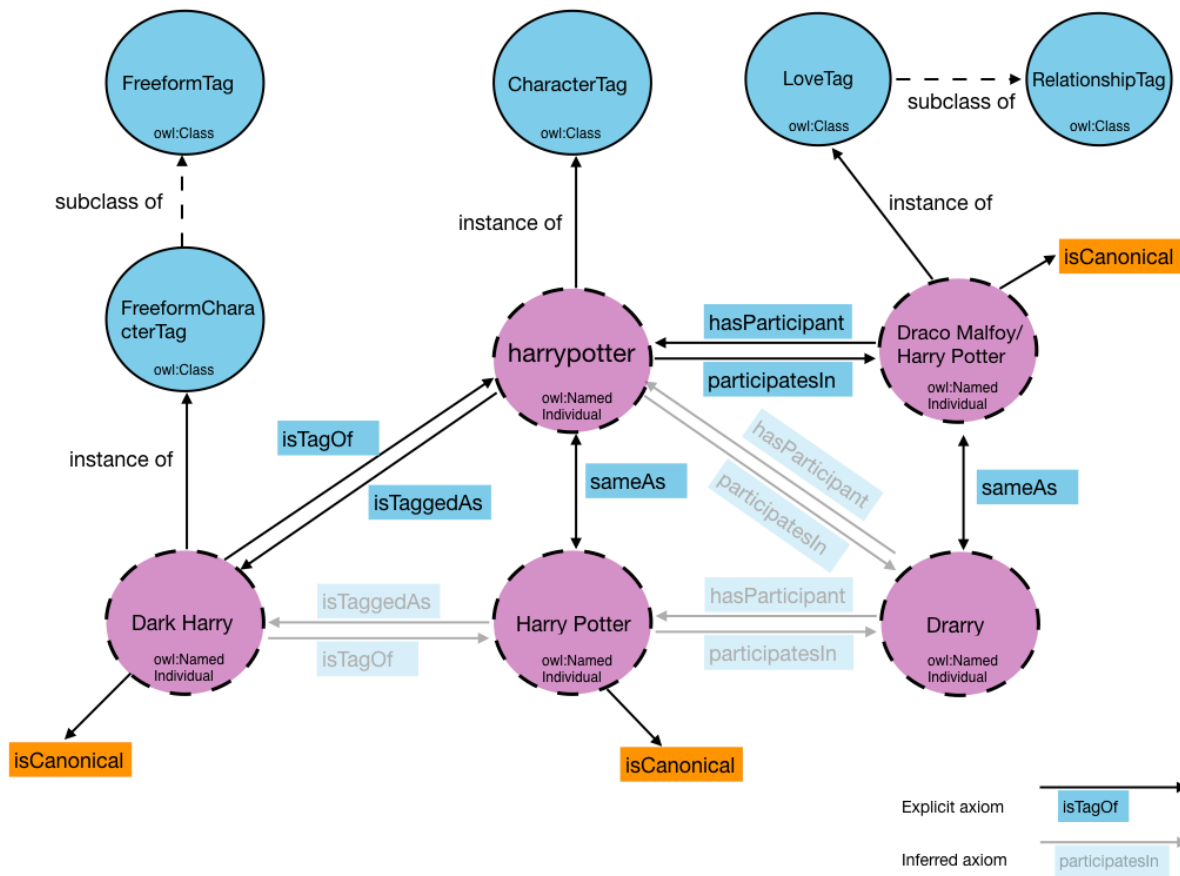 FreeformTag
owl:Class
CharacterTag
owl:Class
LoveTag
owl:Class
subclass of
RelationshipTag
owl:Class
subclass of
instance of
instance of
isCanonical
FreeformChara
cterTag
owl:Class
harrypotter
owl:Named
Individual
hasParticipant
participatesIn
Draco Malfoy/
Harry Potter
owl:Named
Individual
instance of
isTagOf
isTaggedAs
sameAs
hasParticipant
participatesIn
sameAs
Dark Harry
owl:Named
Individual
isTaggedAs
isTagOf
Harry Potter
owl:Named
Individual
hasParticipant
participatesIn
Drarry
owl:Named
Individual
isCanonical
isCanonical
Explicit axiom
isTagOf
Inferred axiom
participatesIn